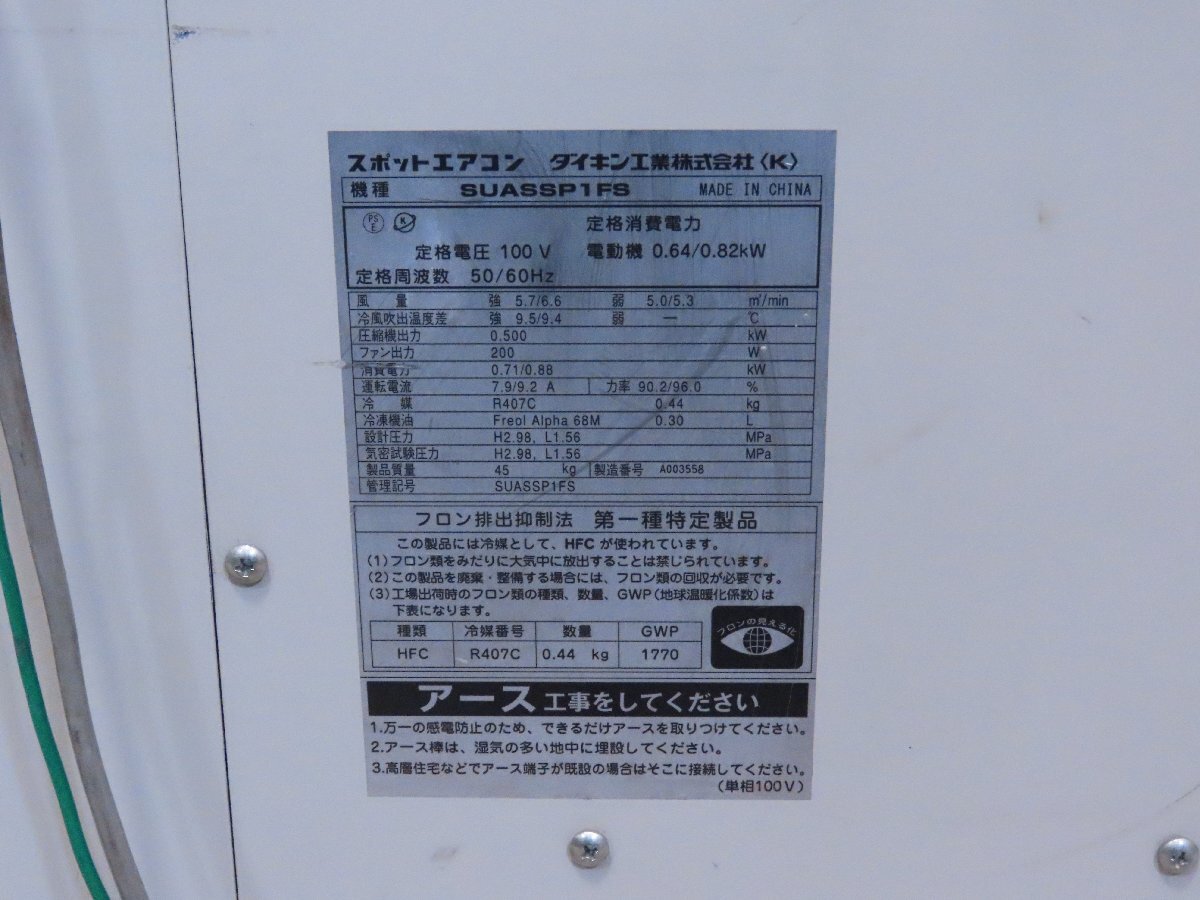 スポットエアコン ダイキン工業株式会社〈K〉
機種 SUASSP1FS MADE IN CHINA
PS E K 定格消費電力
定格電圧 100 V 電動機 0.64/0.82kW
定格周波数 50/60Hz
風量 強 5.7/6.6 弱 5.0/5.3 m³/min
冷風吹出温度差 強 9.5/9.4 弱 — ℃
圧縮機出力 0.500 kW
ファン出力 200 W
消費電力 0.71/0.88 kW
運転電流 7.9/9.2 A 力率 90.2/96.0 %
冷媒 R407C 0.44 kg
冷凍機油 Freol Alpha 68M 0.30 L
設計圧力 H2.98, L1.56 MPa
気密試験圧力 H2.98, L1.56 MPa
製品質量 45 kg 製造番号 A003558
管理記号 SUASSP1FS
フロン排出抑制法 第一種特定製品
この製品には冷媒として、HFC が使われています。
(1)フロン類をみだりに大気中に放出することは禁じられています。
(2)この製品を廃棄・整備する場合には、フロン類の回収が必要です。
(3)工場出荷時のフロン類の種類、数量、GWP(地球温暖化係数)は
下表になります。
種類 冷媒番号 数量 GWP
HFC R407C 0.44 kg 1770
フロンの見える化
アース工事をしてください
1.万一の感電防止のため、できるだけアースを取りつけてください。
2.アース棒は、湿気の多い地中に埋設してください。
3.高層住宅などでアース端子が既設の場合はそこに接続してください。
(単相100V)